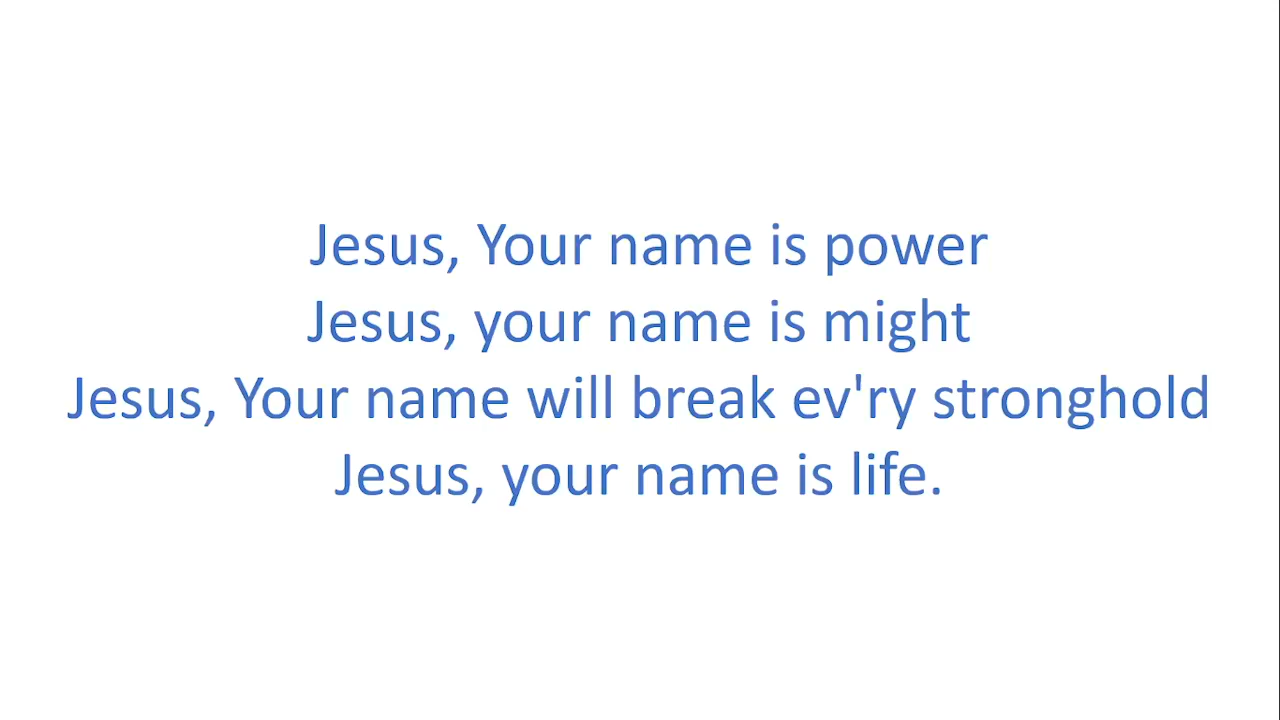 Jesus, Your name is power
Jesus, your name is might
Jesus, Your name will break ev'ry stronghold
Jesus, your name is life.